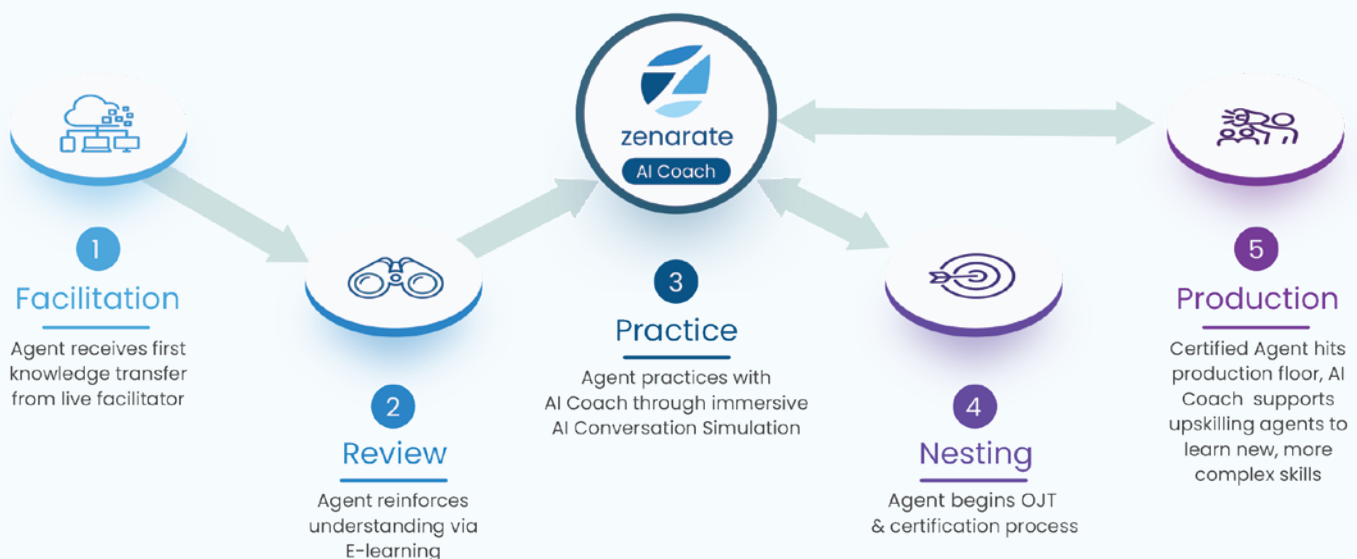 1
Facilitation
Agent receives first
knowledge transfer
from live facilitator
2
Review
Agent reinforces
understanding via
E-learning
zenarate
AI Coach
3
Practice
Agent practices with
AI Coach through immersive
AI Conversation Simulation
4
Nesting
Agent begins OJT
& certification process
5
Production
Certified Agent hits
production floor, AI
Coach supports
upskilling agents to
learn new, more
complex skills